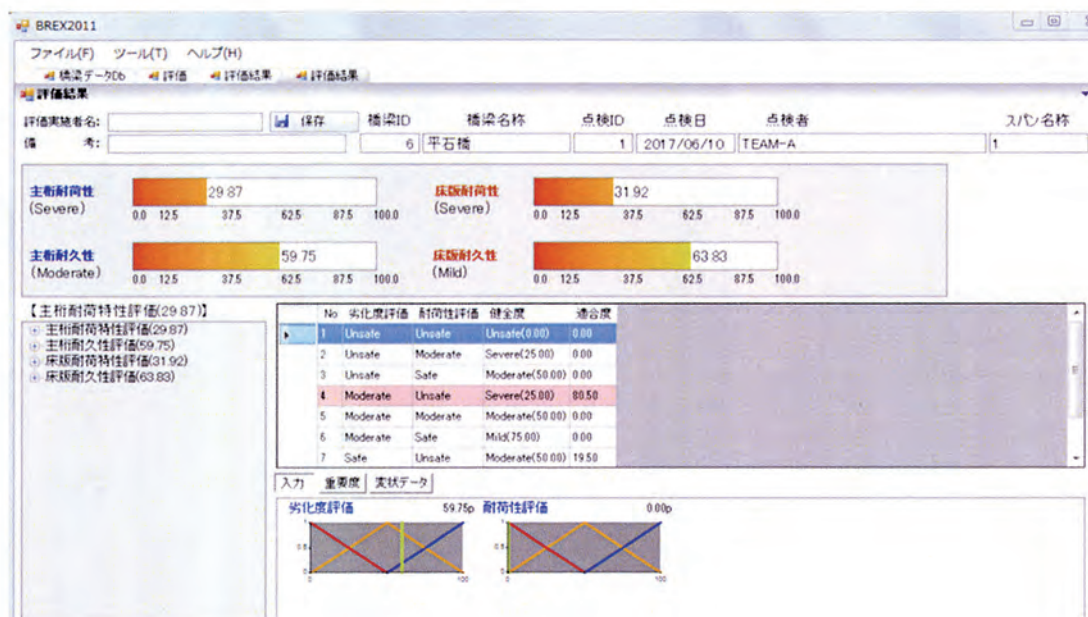 BREX2011
ファイル(F) ツール(T) ヘルプ(H)
橋梁データDb 評価 評価結果 評価結果
評価結果
評価実施者名: 保存 橋梁ID 橋梁名称 点検ID 点検日 点検者 スパン名称
備 考: 6 平石橋 1 2017/06/10 TEAM-A 1
主桁耐荷性 29.87 床版耐荷性 31.92
(Severe) (Severe)
0.0 12.5 37.5 62.5 87.5 100.0 0.0 12.5 37.5 62.5 87.5 100.0
主桁耐久性 59.75 床版耐久性 63.83
(Moderate) (Mild)
0.0 12.5 37.5 62.5 87.5 100.0 0.0 12.5 37.5 62.5 87.5 100.0
【主桁耐荷特性評価(29.87)】
主桁耐荷特性評価(29.87)
主桁耐久性評価(59.75)
床版耐荷特性評価(31.92)
床版耐久性評価(63.83)
No 劣化度評価 耐荷性評価 健全度 適合度
1 Unsafe Unsafe Unsafe(0.00) 0.00
2 Unsafe Moderate Severe(25.00) 0.00
3 Unsafe Safe Moderate(50.00) 0.00
4 Moderate Unsafe Severe(25.00) 80.50
5 Moderate Moderate Moderate(50.00) 0.00
6 Moderate Safe Mild(75.00) 0.00
7 Safe Unsafe Moderate(50.00) 19.50
入力 重要度 変状データ
劣化度評価 59.75p 耐荷性評価 0.00p
1 1
0.5 0.5
0 100 0 100